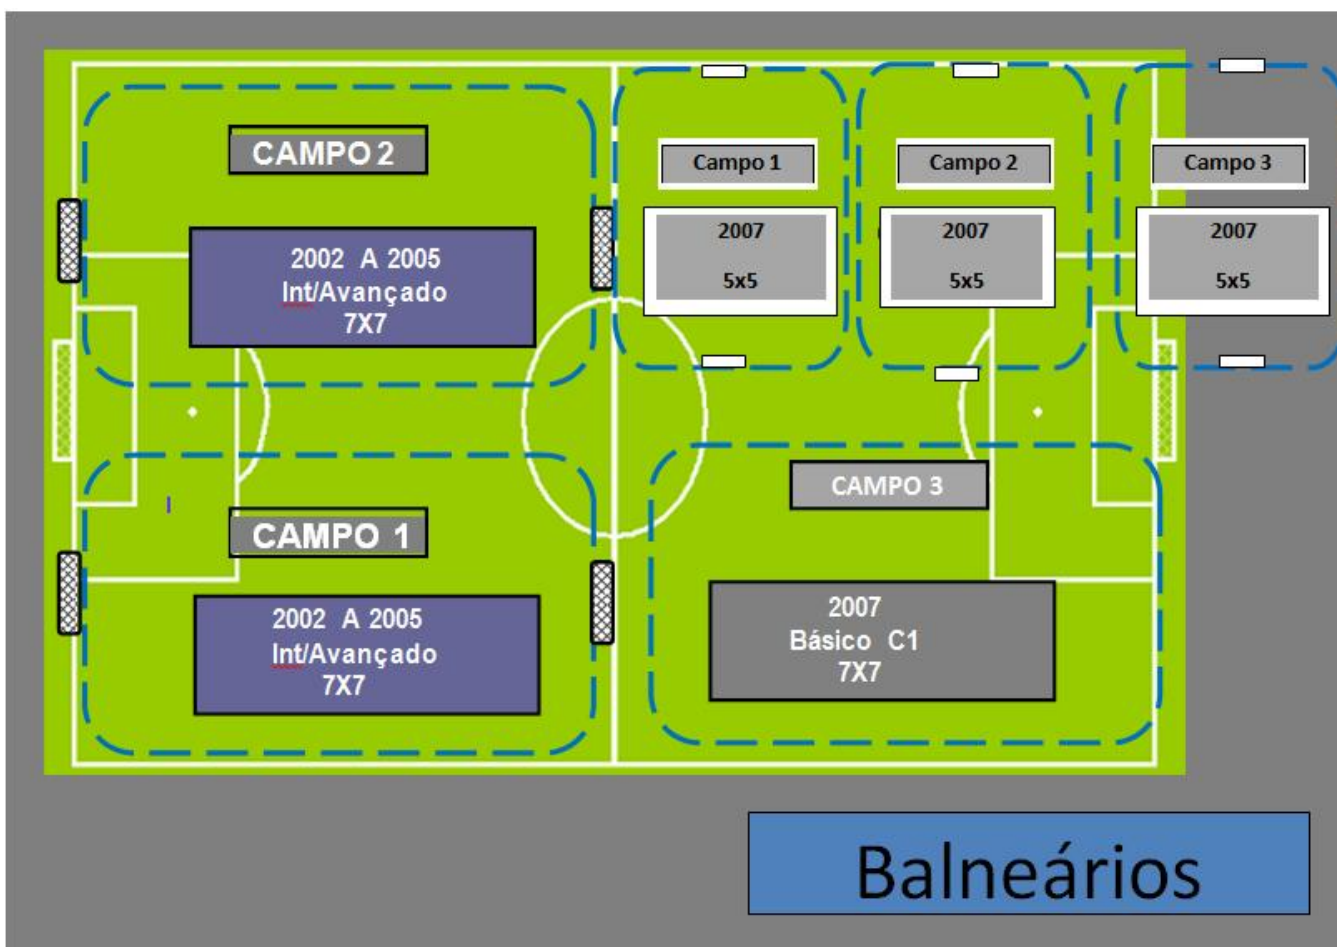 CAMPO 2
2002 A 2005
Int/Avançado
7X7
Campo 1
2007
5x5
Campo 2
2007
5x5
Campo 3
2007
5x5
CAMPO 1
2002 A 2005
Int/Avançado
7X7
CAMPO 3
2007
Básico C1
7X7
Balneários